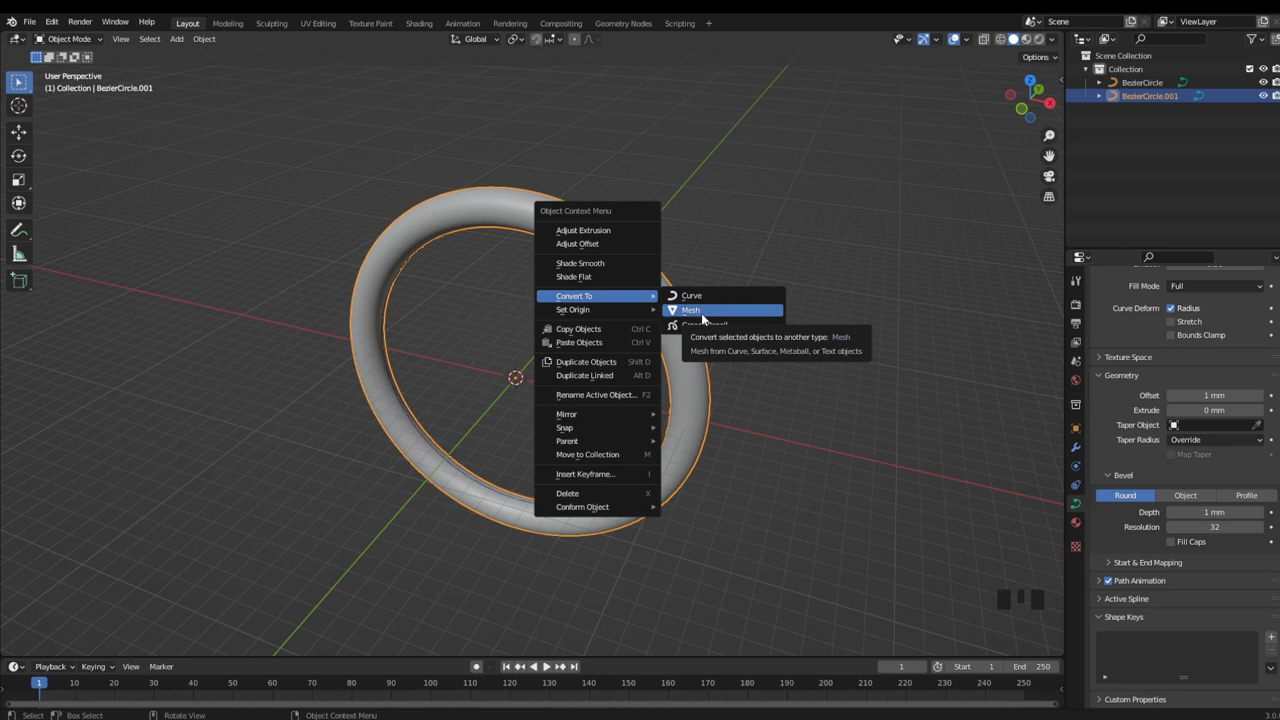 File Edit Render Window Help Layout Modeling Sculpting UV Editing Texture Paint Shading Animation Rendering Compositing Geometry Nodes Scripting + Scene ViewLayer
Object Mode View Select Add Object Global
Options
User Perspective
(1) Collection | BezierCircle.001
Scene Collection
Collection
BezierCircle
BezierCircle.001
Z
Y
X
Object Context Menu
Adjust Extrusion
Adjust Offset
Shade Smooth
Shade Flat
Convert To
Set Origin
Copy Objects Ctrl C
Paste Objects Ctrl V
Duplicate Objects Shift D
Duplicate Linked Alt D
Rename Active Object... F2
Mirror
Snap
Parent
Move to Collection M
Insert Keyframe... I
Delete X
Conform Object
Curve
Mesh
Convert selected objects to another type: Mesh
Mesh from Curve, Surface, Metaball, or Text objects
Fill Mode Full
Curve Deform Radius
Stretch
Bounds Clamp
Texture Space
Geometry
Offset 1 mm
Extrude 0 mm
Taper Object
Taper Radius Override
Map Taper
Bevel
Round Object Profile
Depth 1 mm
Resolution 32
Fill Caps
Start & End Mapping
Path Animation
Active Spline
Shape Keys
Custom Properties
Playback Keying View Marker 1 Start 1 End 250
1 10 20 30 40 50 60 70 80 90 100 110 120 130 140 150 160 170 180 190 200 210 220 230 240 250
Select Box Select Rotate View Object Context Menu 3.0